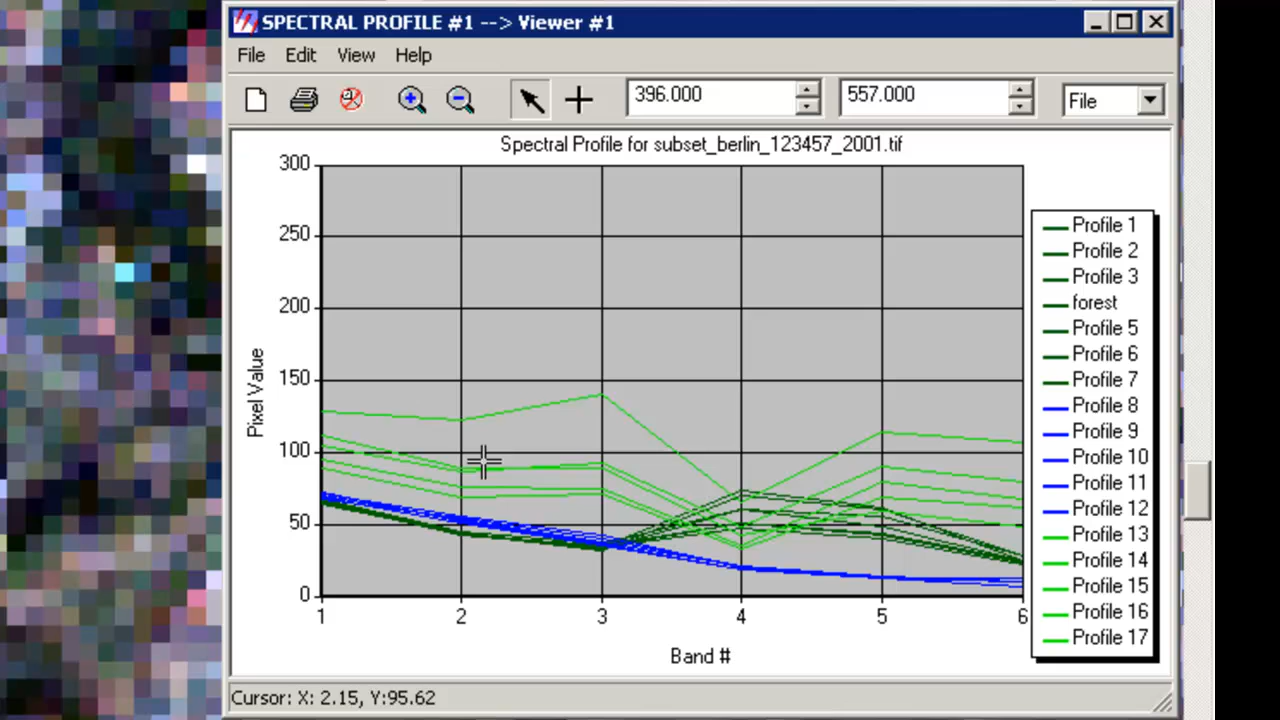 SPECTRAL PROFILE #1 --> Viewer #1
File Edit View Help
396.000 557.000 File
Spectral Profile for subset_berlin_123457_2001.tif
300
250
200
150
100
50
0
Pixel Value
1 2 3 4 5 6
Band #
Profile 1
Profile 2
Profile 3
forest
Profile 5
Profile 6
Profile 7
Profile 8
Profile 9
Profile 10
Profile 11
Profile 12
Profile 13
Profile 14
Profile 15
Profile 16
Profile 17
Cursor: X: 2.15, Y:95.62